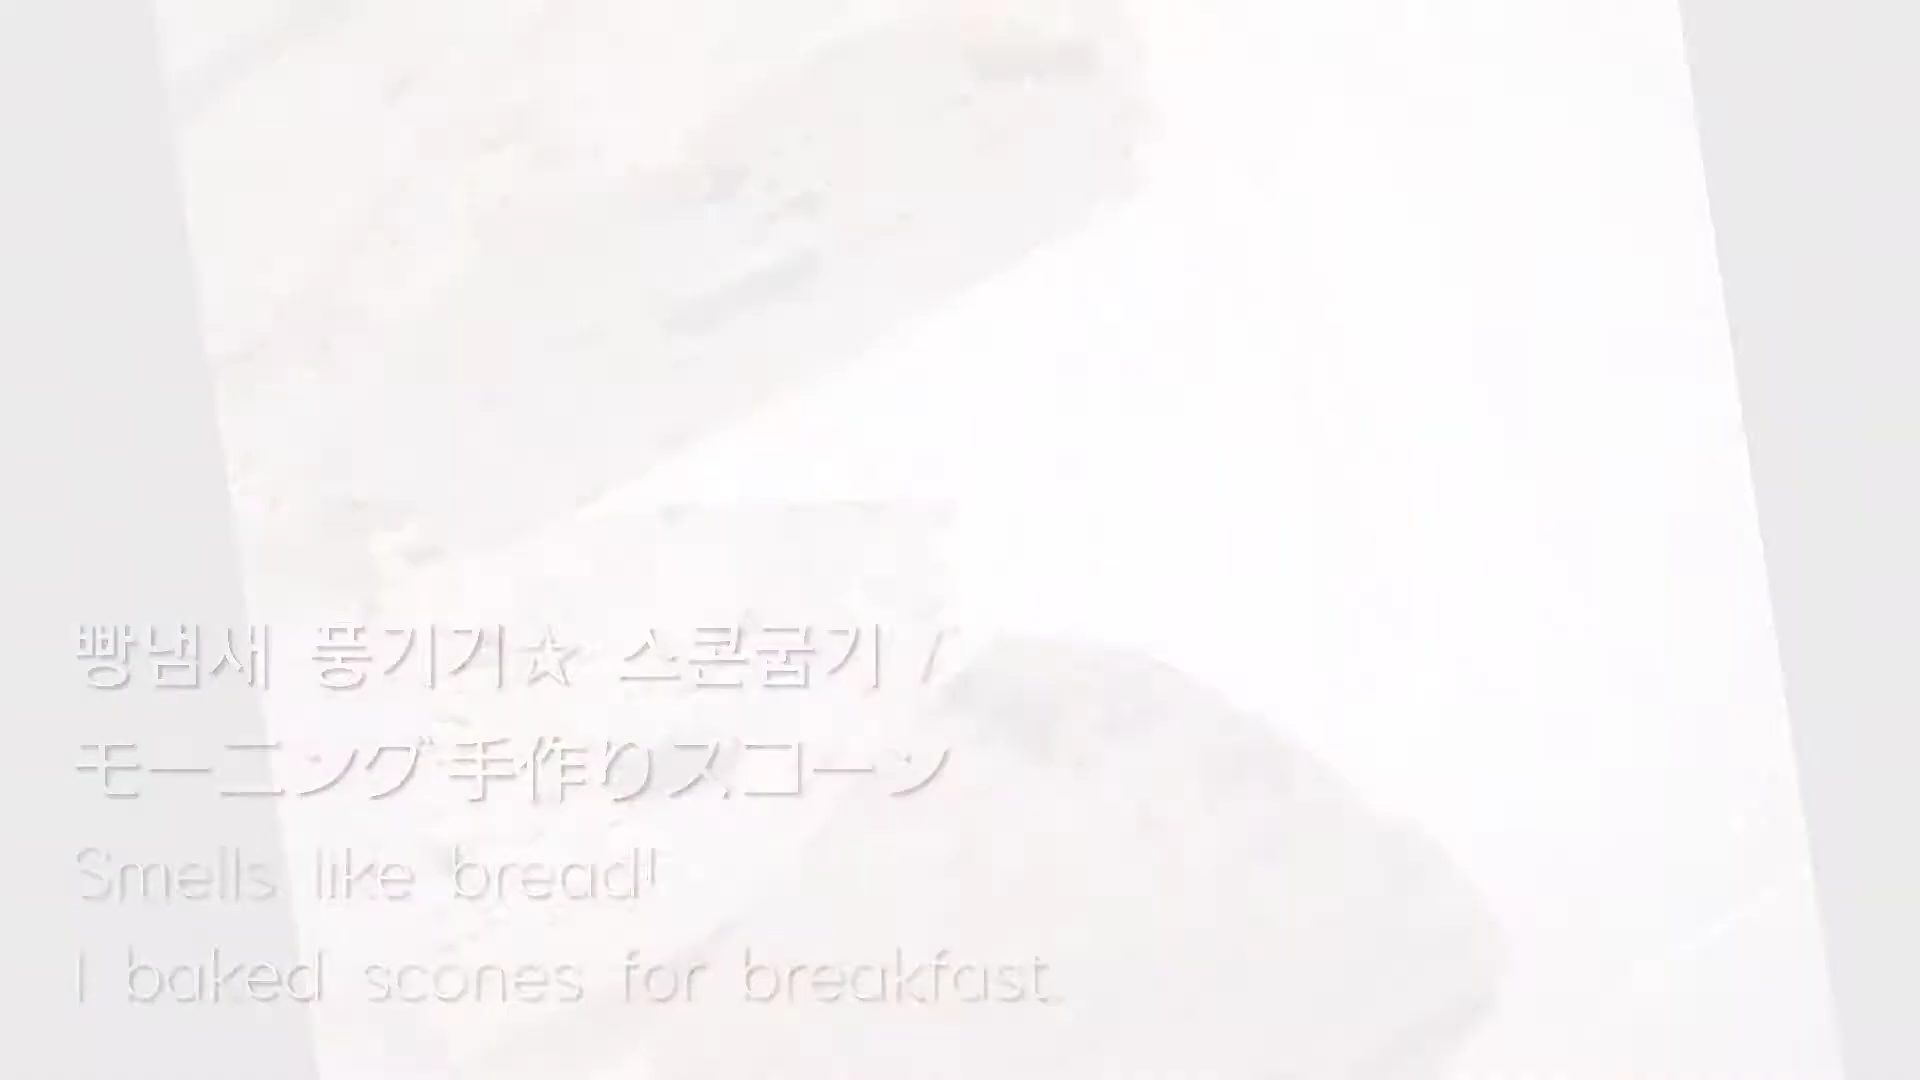 빵냄새 풍기기☆ 스콘굽기 /
モーニング 手作りスコーン
Smells like bread!
I baked scones for breakfast.